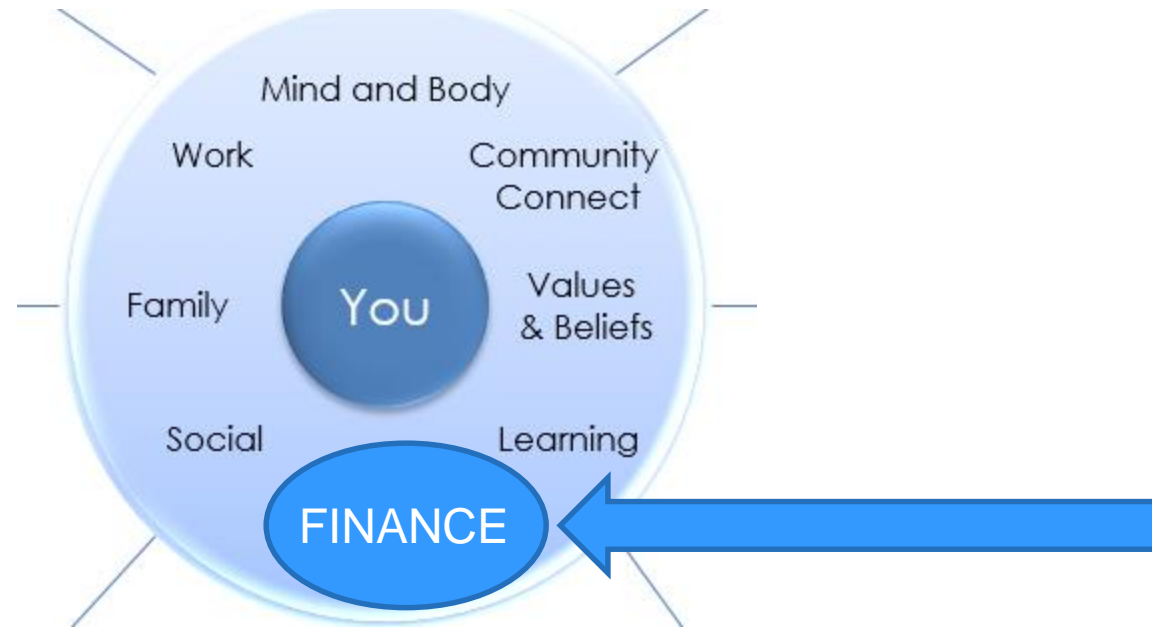 Mind and Body
Work
Community
Connect
Family
You
Values
& Beliefs
Social
Learning
FINANCE